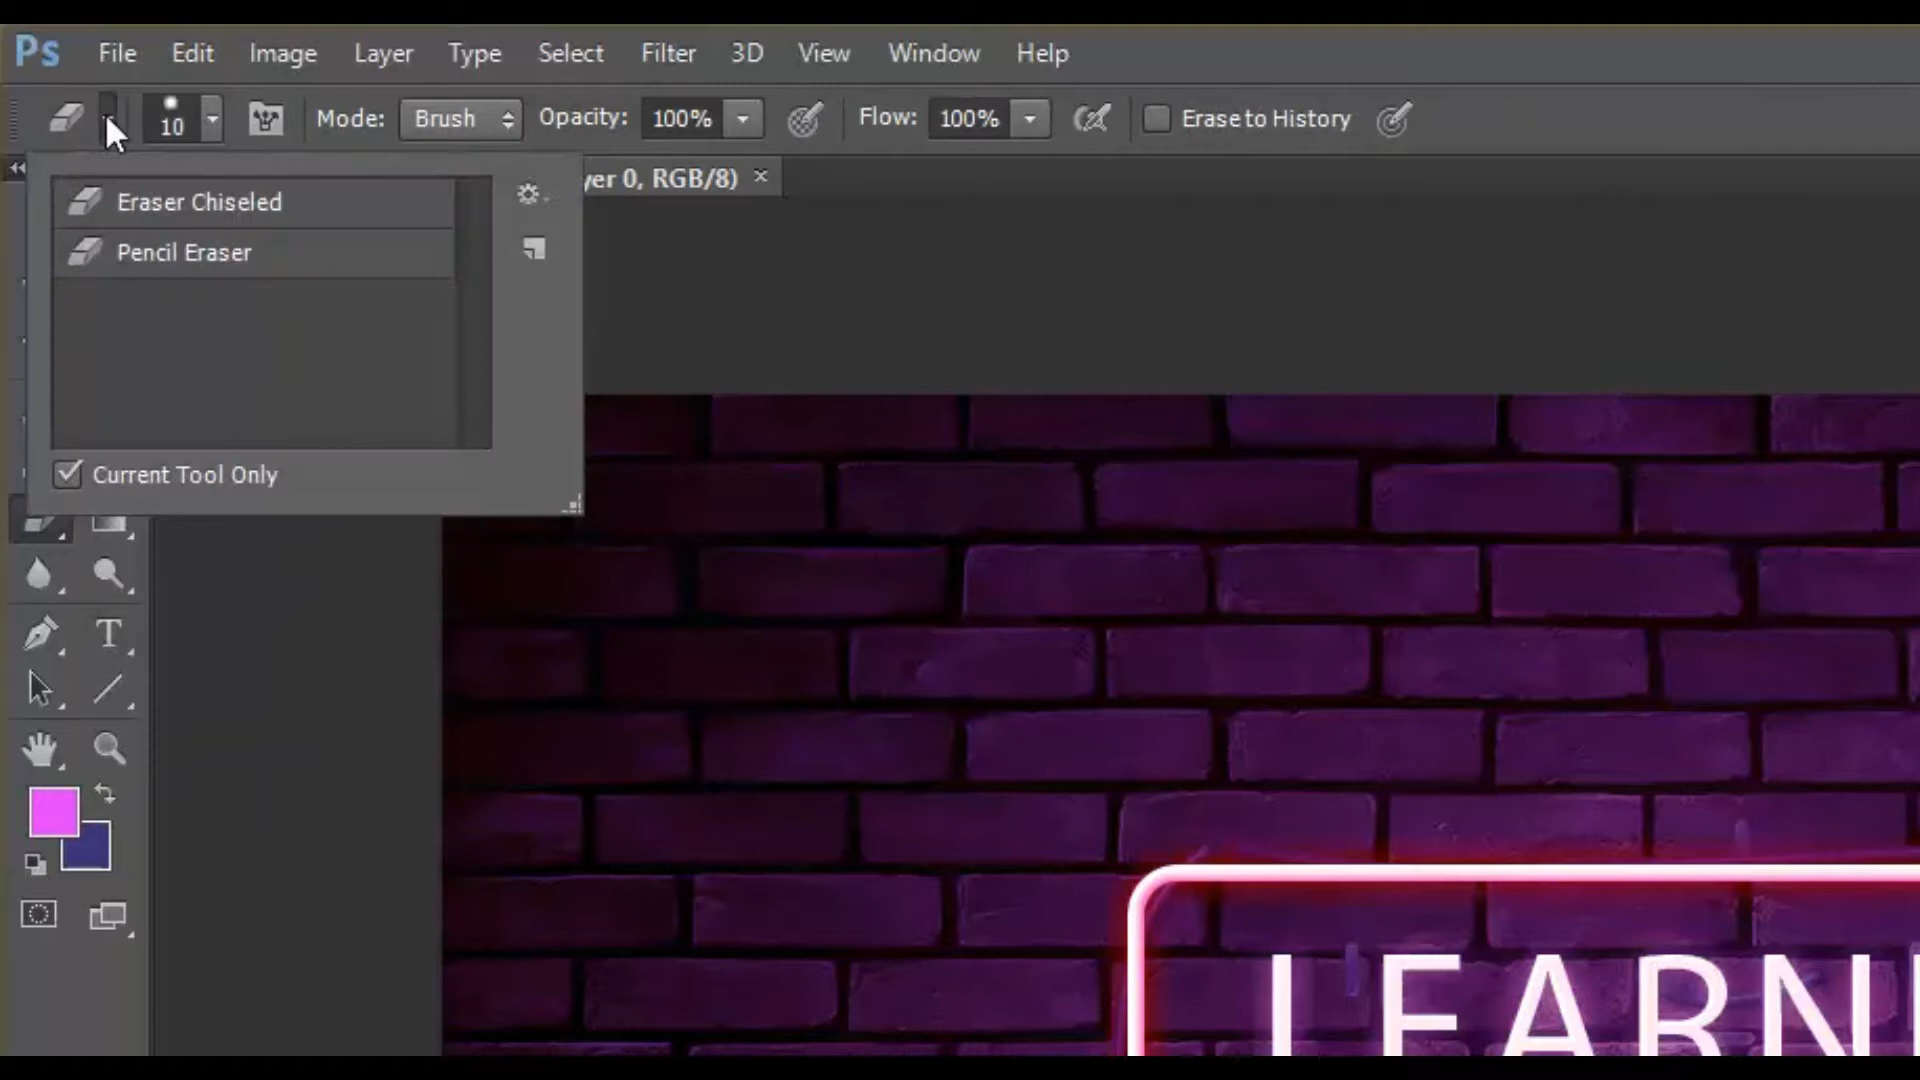 Ps File Edit Image Layer Type Select Filter 3D View Window Help
10 Mode: Brush Opacity: 100% Flow: 100% Erase to History
yer 0, RGB/8) ×
Eraser Chiseled
Pencil Eraser
Current Tool Only
T
LEARN